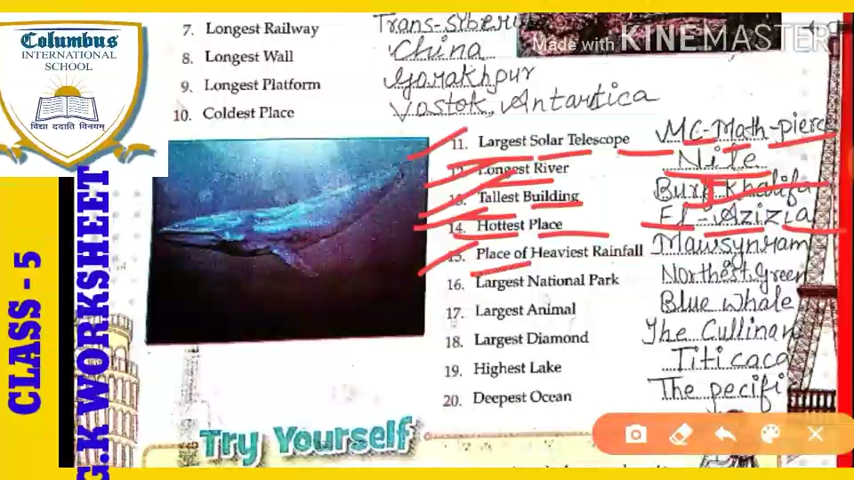 Columbus
INTERNATIONAL
SCHOOL
विद्या ददाति विनयम्
CLASS - 5
G.K WORKSHEET
Made with KINEMASTER
7. Longest Railway Trans-siberi
8. Longest Wall China
9. Longest Platform Gorakhpur
10. Coldest Place Vostok, Antartica
11. Largest Solar Telescope MC-Math-pierce
12. Longest River Nile
13. Tallest Building Burj Khalifa
14. Hottest Place El-Azizia
15. Place of Heaviest Rainfall Mawsynram
16. Largest National Park Northest Green
17. Largest Animal Blue whale
18. Largest Diamond The Cullinan
19. Highest Lake Titicaca
20. Deepest Ocean The pecifi
Try Yourself